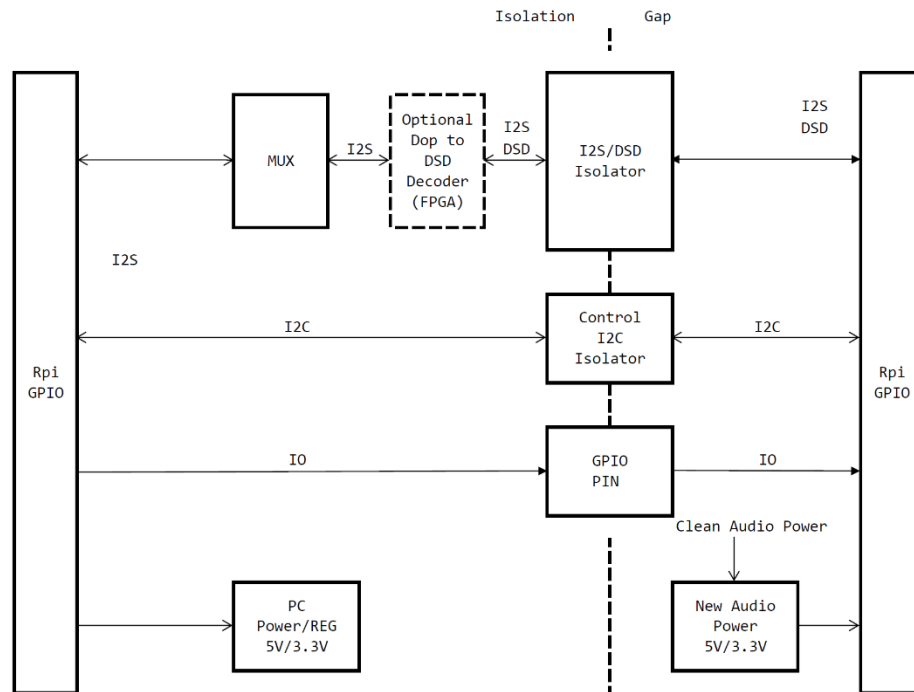 Isolation Gap
MUX
I2S
Optional
Dop to
DSD
Decoder
(FPGA)
I2S
DSD
I2S/DSD
Isolator
I2S
DSD
I2S
Rpi
GPIO
I2C
Control
I2C
Isolator
I2C
Rpi
GPIO
IO
GPIO
PIN
IO
Clean Audio Power
PC
Power/REG
5V/3.3V
New Audio
Power
5V/3.3V